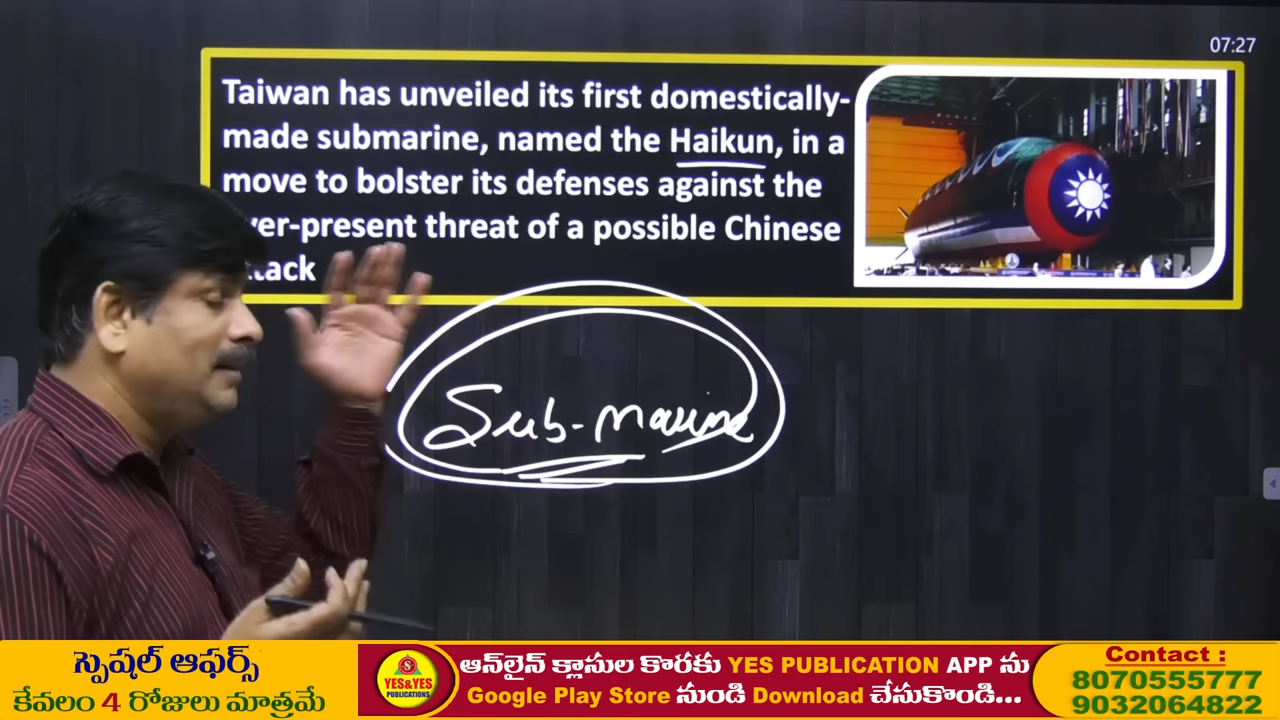 07:27
Taiwan has unveiled its first domestically-
made submarine, named the Haikun, in a
move to bolster its defenses against the
ver-present threat of a possible Chinese
tack
Sub-marine
స్పెషల్ ఆఫర్స్
కేవలం 4 రోజులు మాత్రమే
S
YES&YES
PUBLICATIONS
ఆన్‌లైన్ క్లాసుల కొరకు YES PUBLICATION APP ను
Google Play Store నుండి Download చేసుకొండి...
Contact :
8070555777
9032064822